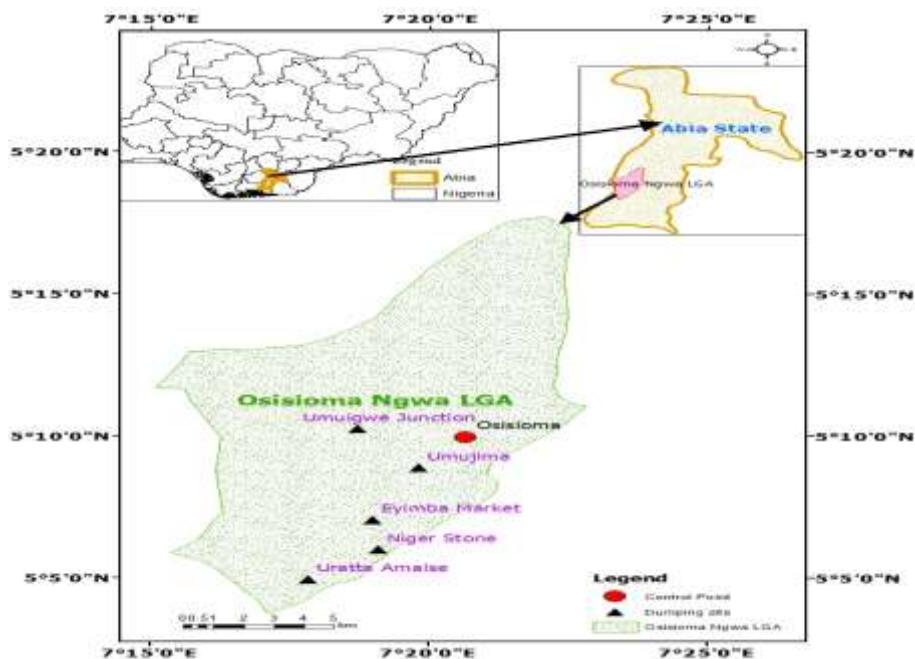 7°15'0"E 7°20'0"E 7°25'0"E
5°20'0"N 5°20'0"N
Legend
Abia
Nigeria
Abia State
Osisioma Ngwa LGA
5°15'0"N 5°15'0"N
Osisioma Ngwa LGA
Umuigwe Junction
Osisioma
5°10'0"N 5°10'0"N
Umujima
Eyimba Market
Niger Stone
Uratta Amaise
5°5'0"N 5°5'0"N
Legend
Control Point
Dumping site
Osisioma Ngwa LGA
00.51 2 3 4 5
km
7°15'0"E 7°20'0"E 7°25'0"E